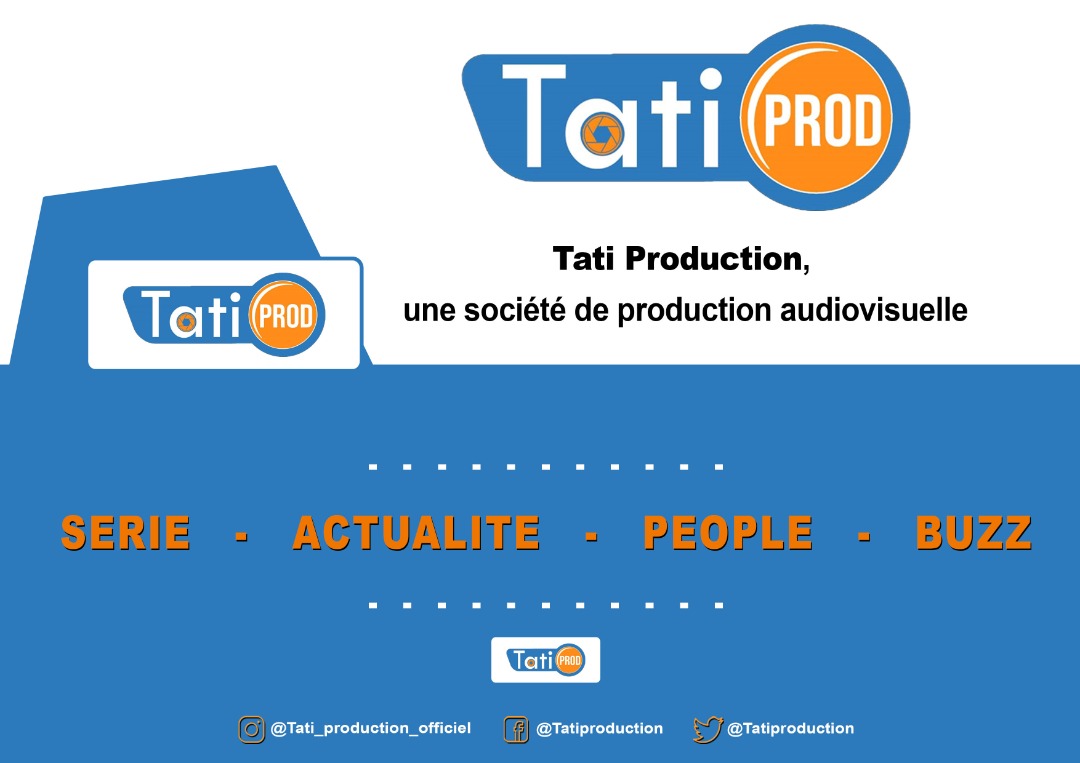 Tati PROD
Tati Production,
une société de production audiovisuelle
Tati PROD
SERIE - ACTUALITE - PEOPLE - BUZZ
Tati PROD
@Tati_production_officiel @Tatiproduction @Tatiproduction